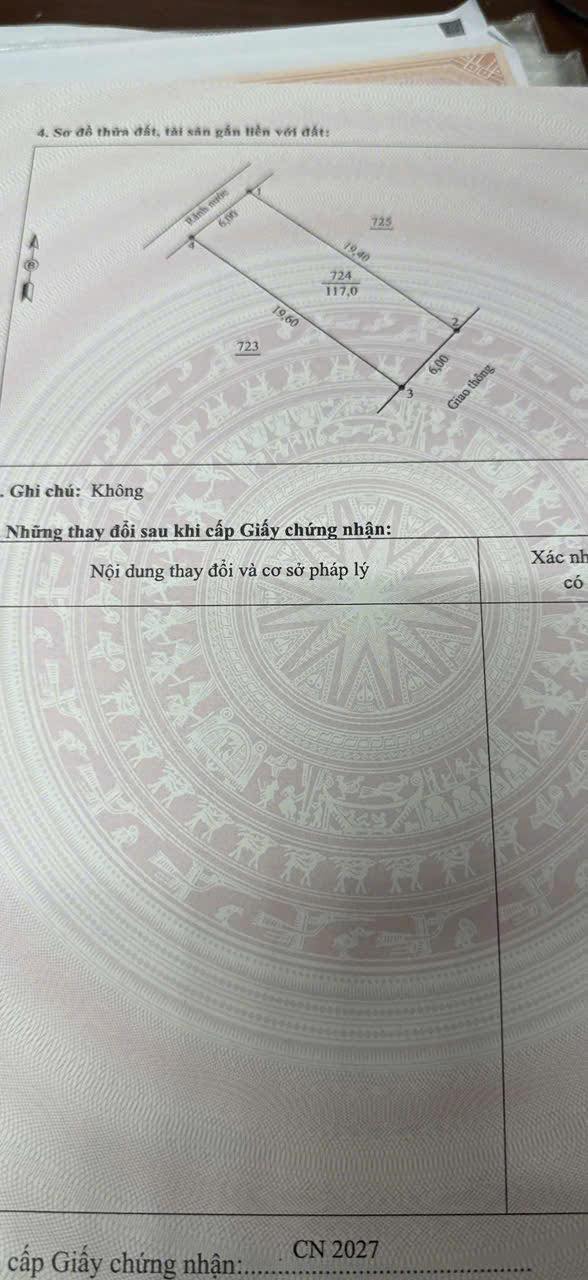 4. Sơ đồ thửa đất, tài sản gắn liền với đất:
Rãnh nước
1
6,00
4
725
19,40
724
117,0
19,60
2
723
6,00
3
Giao thông
B
. Ghi chú: Không
Những thay đổi sau khi cấp Giấy chứng nhận:
Nội dung thay đổi và cơ sở pháp lý
Xác nh
có
cấp Giấy chứng nhận: CN 2027